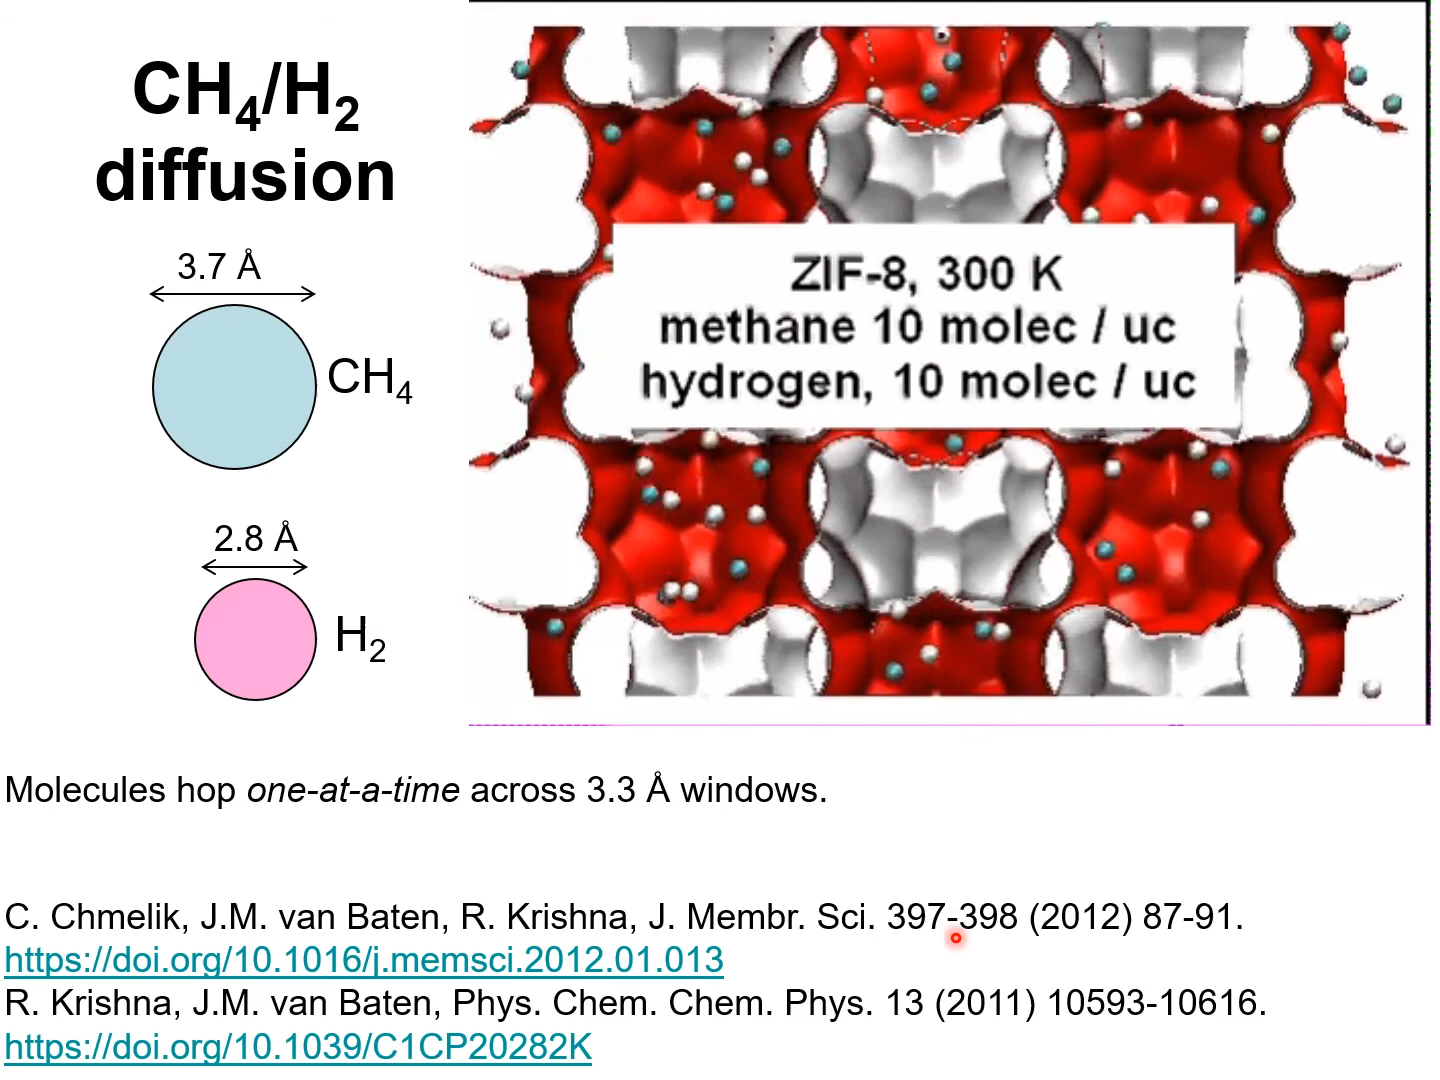 CH₄/H₂
diffusion
3.7 Å
CH₄
2.8 Å
H₂
ZIF-8, 300 K
methane 10 molec / uc
hydrogen, 10 molec / uc
Molecules hop one-at-a-time across 3.3 Å windows.
C. Chmelik, J.M. van Baten, R. Krishna, J. Membr. Sci. 397-398 (2012) 87-91.
https://doi.org/10.1016/j.memsci.2012.01.013
R. Krishna, J.M. van Baten, Phys. Chem. Chem. Phys. 13 (2011) 10593-10616.
https://doi.org/10.1039/C1CP20282K